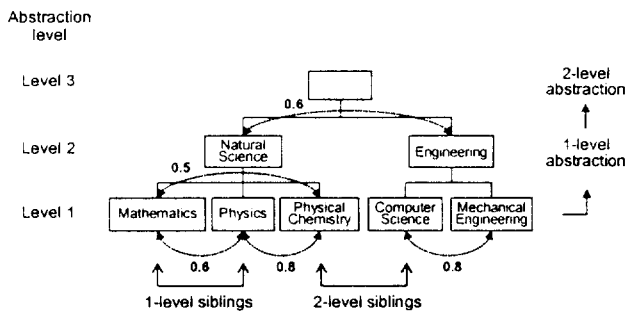 Abstraction
level
Level 3
2-level
abstraction
0.6
Level 2
Natural
Science
Engineering
1-level
abstraction
0.5
Level 1
Mathematics
Physics
Physical
Chemistry
Computer
Science
Mechanical
Engineering
0.6
0.8
0.8
1-level siblings
2-level siblings